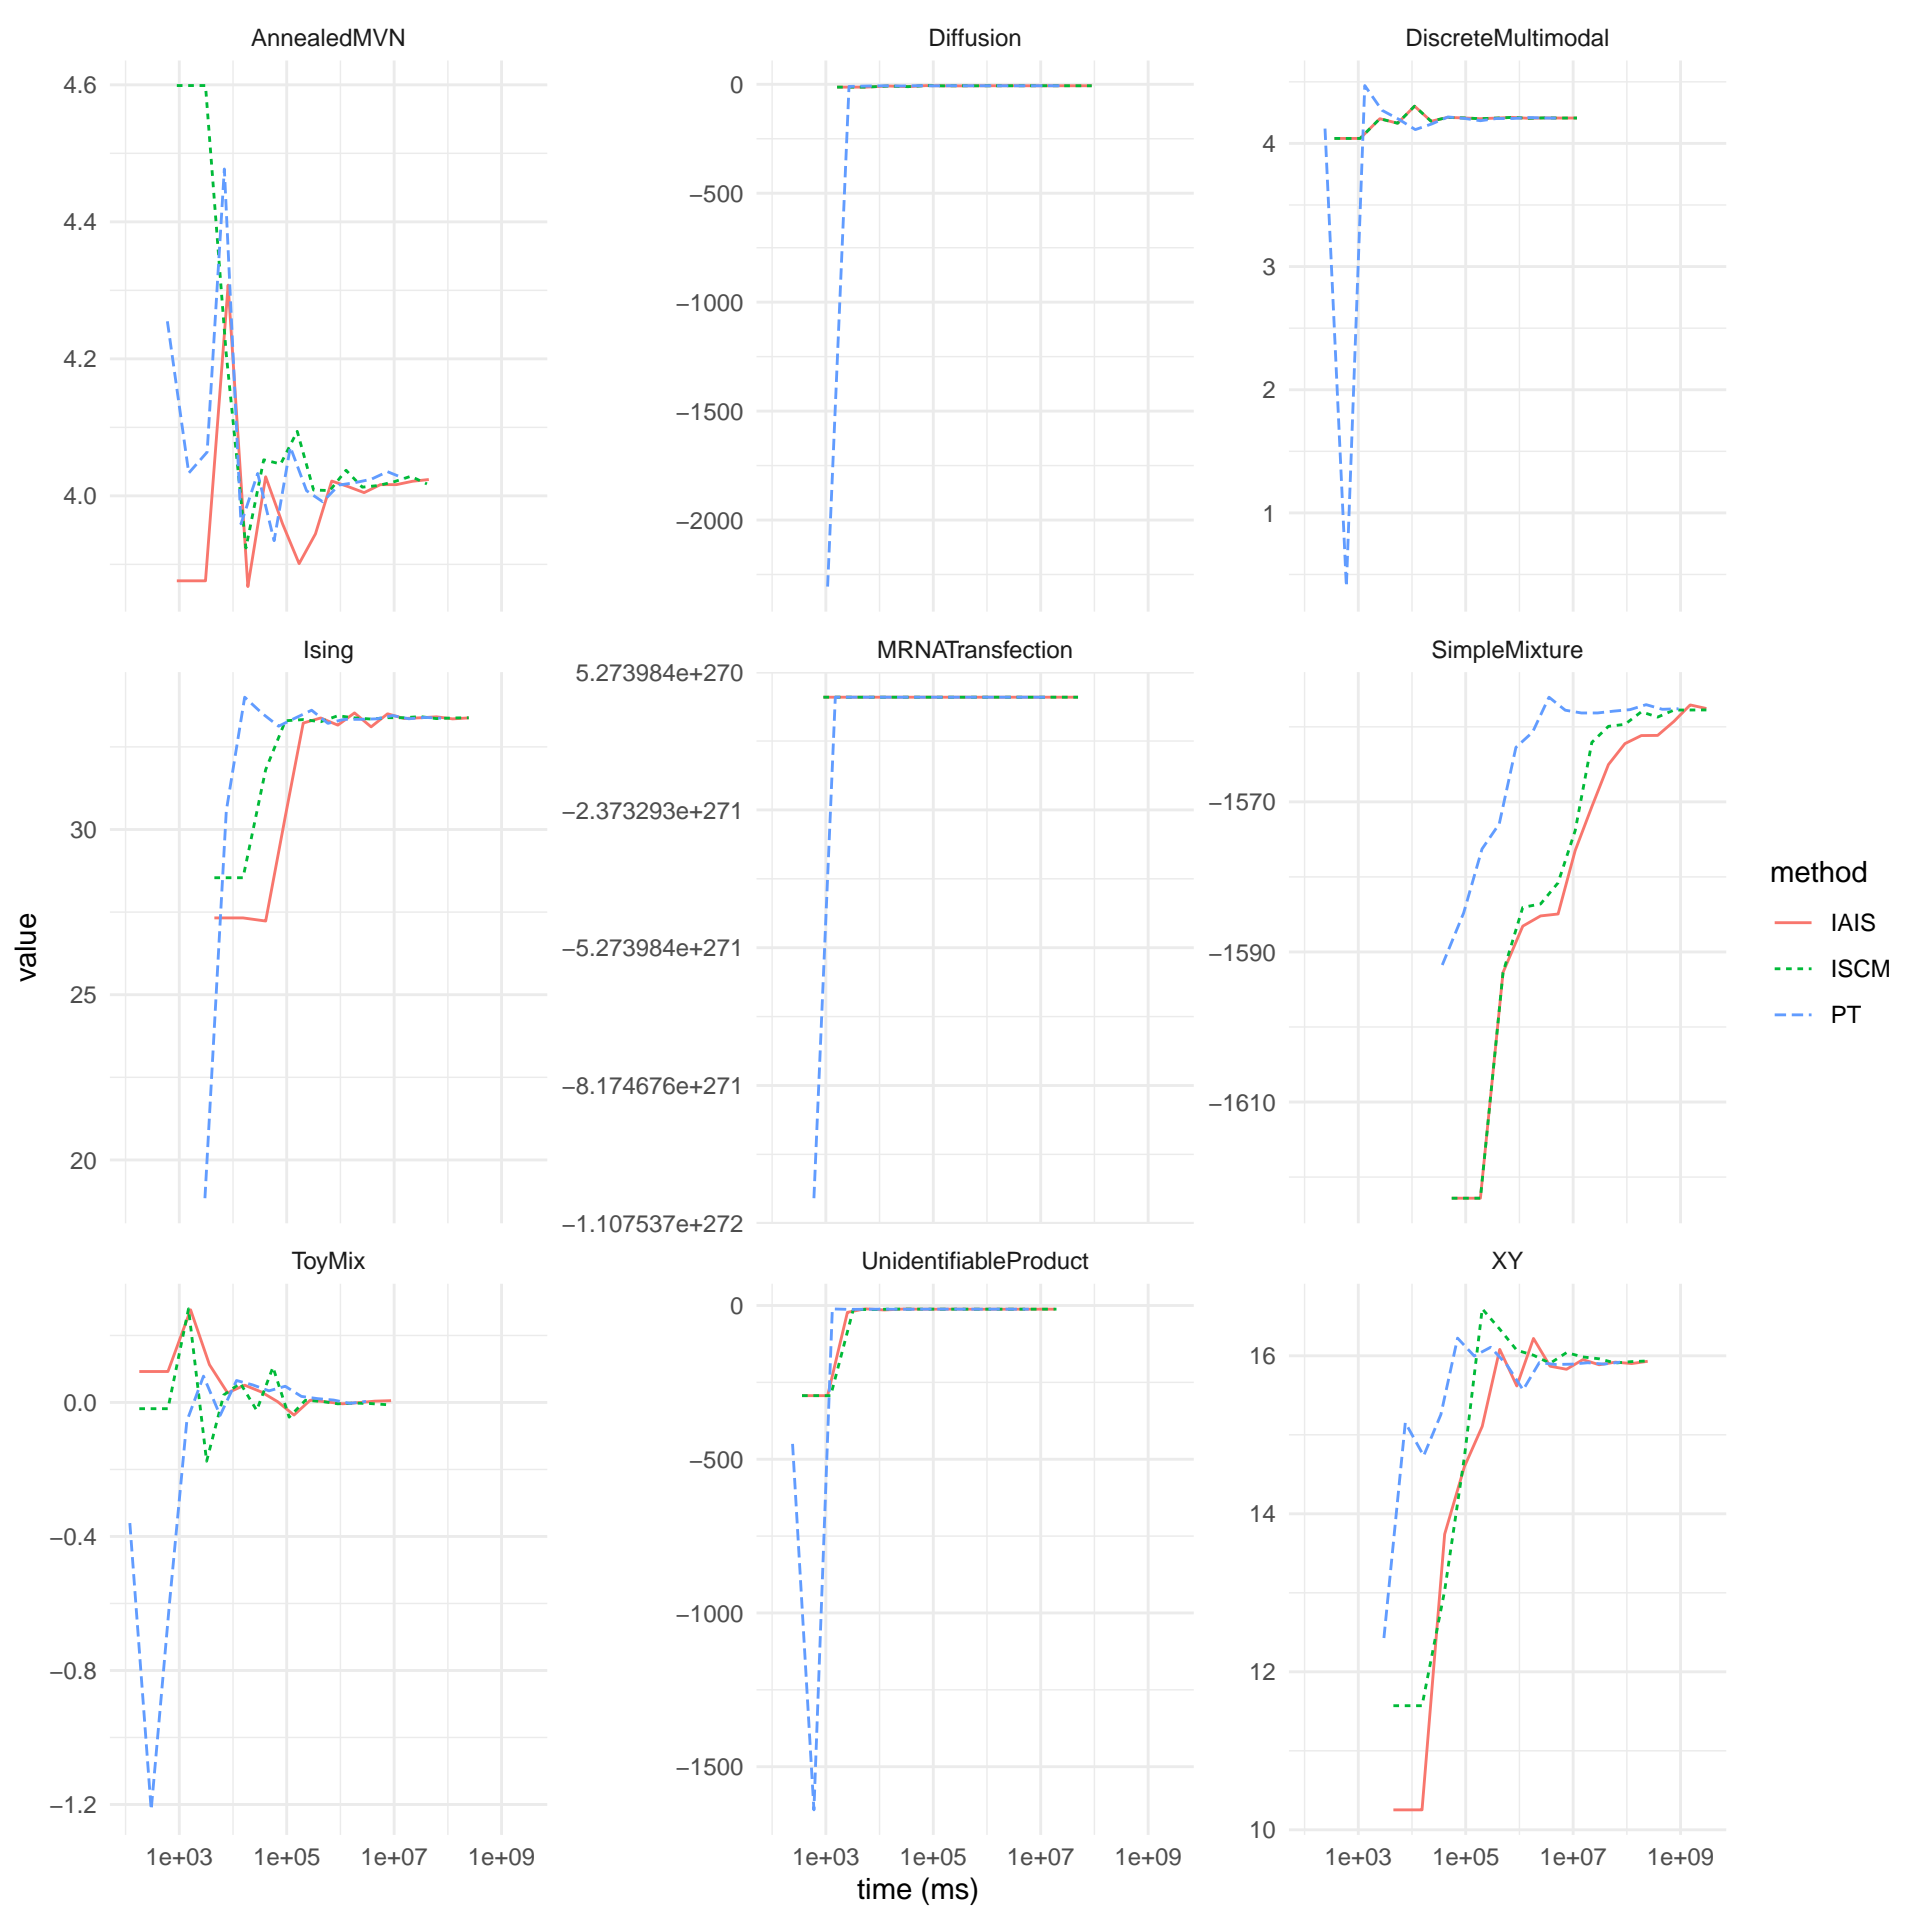 AnnealedMVN
Diffusion
DiscreteMultimodal
4.6
4.4
4.2
4.0
0
−500
−1000
−1500
−2000
4
3
2
1
Ising
MRNATransfection
SimpleMixture
30
25
20
5.273984e+270
−2.373293e+271
−5.273984e+271
−8.174676e+271
−1.107537e+272
−1570
−1590
−1610
ToyMix
UnidentifiableProduct
XY
0.0
−0.4
−0.8
−1.2
0
−500
−1000
−1500
16
14
12
10
1e+03 1e+05 1e+07 1e+09
1e+03 1e+05 1e+07 1e+09
1e+03 1e+05 1e+07 1e+09
time (ms)
value
method
IAIS
ISCM
PT